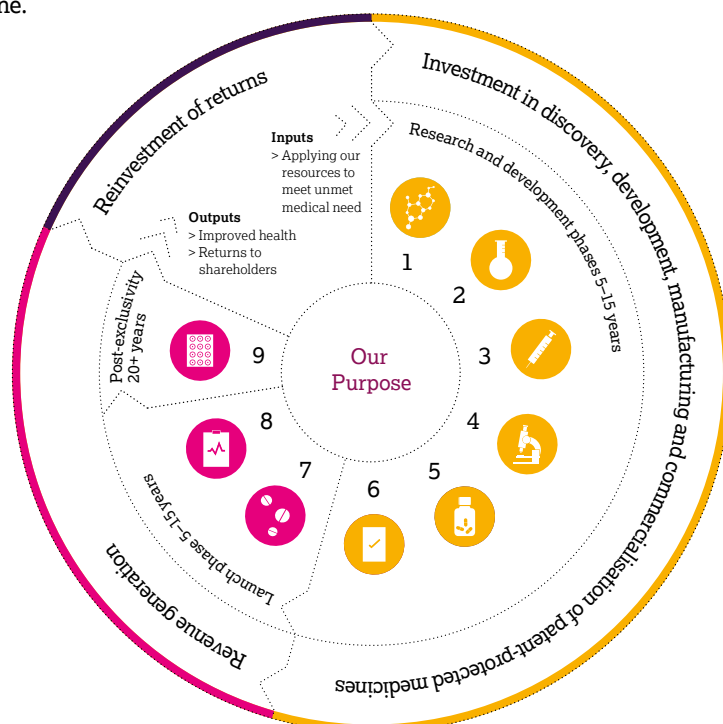 ne.
Reinvestment of returns
Investment in discovery, development, manufacturing and commercialisation of patent-protected medicines
Inputs
> Applying our
resources to
meet unmet
medical need
Research and development phases 5–15 years
Outputs
> Improved health
> Returns to
shareholders
1
2
3
4
5
6
7
8
9
Our
Purpose
Post-exclusivity
20+ years
Launch phase 5–15 years
Revenue generation